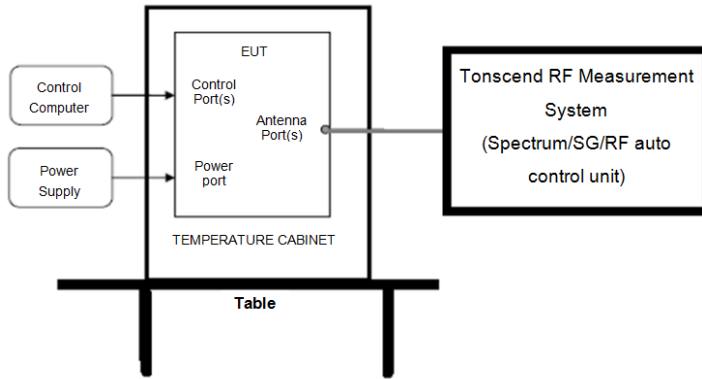 Control
Computer
Power
Supply
EUT
Control
Port(s)
Antenna
Port(s)
Power
port
TEMPERATURE CABINET
Table
Tonscend RF Measurement
System
(Spectrum/SG/RF auto
control unit)